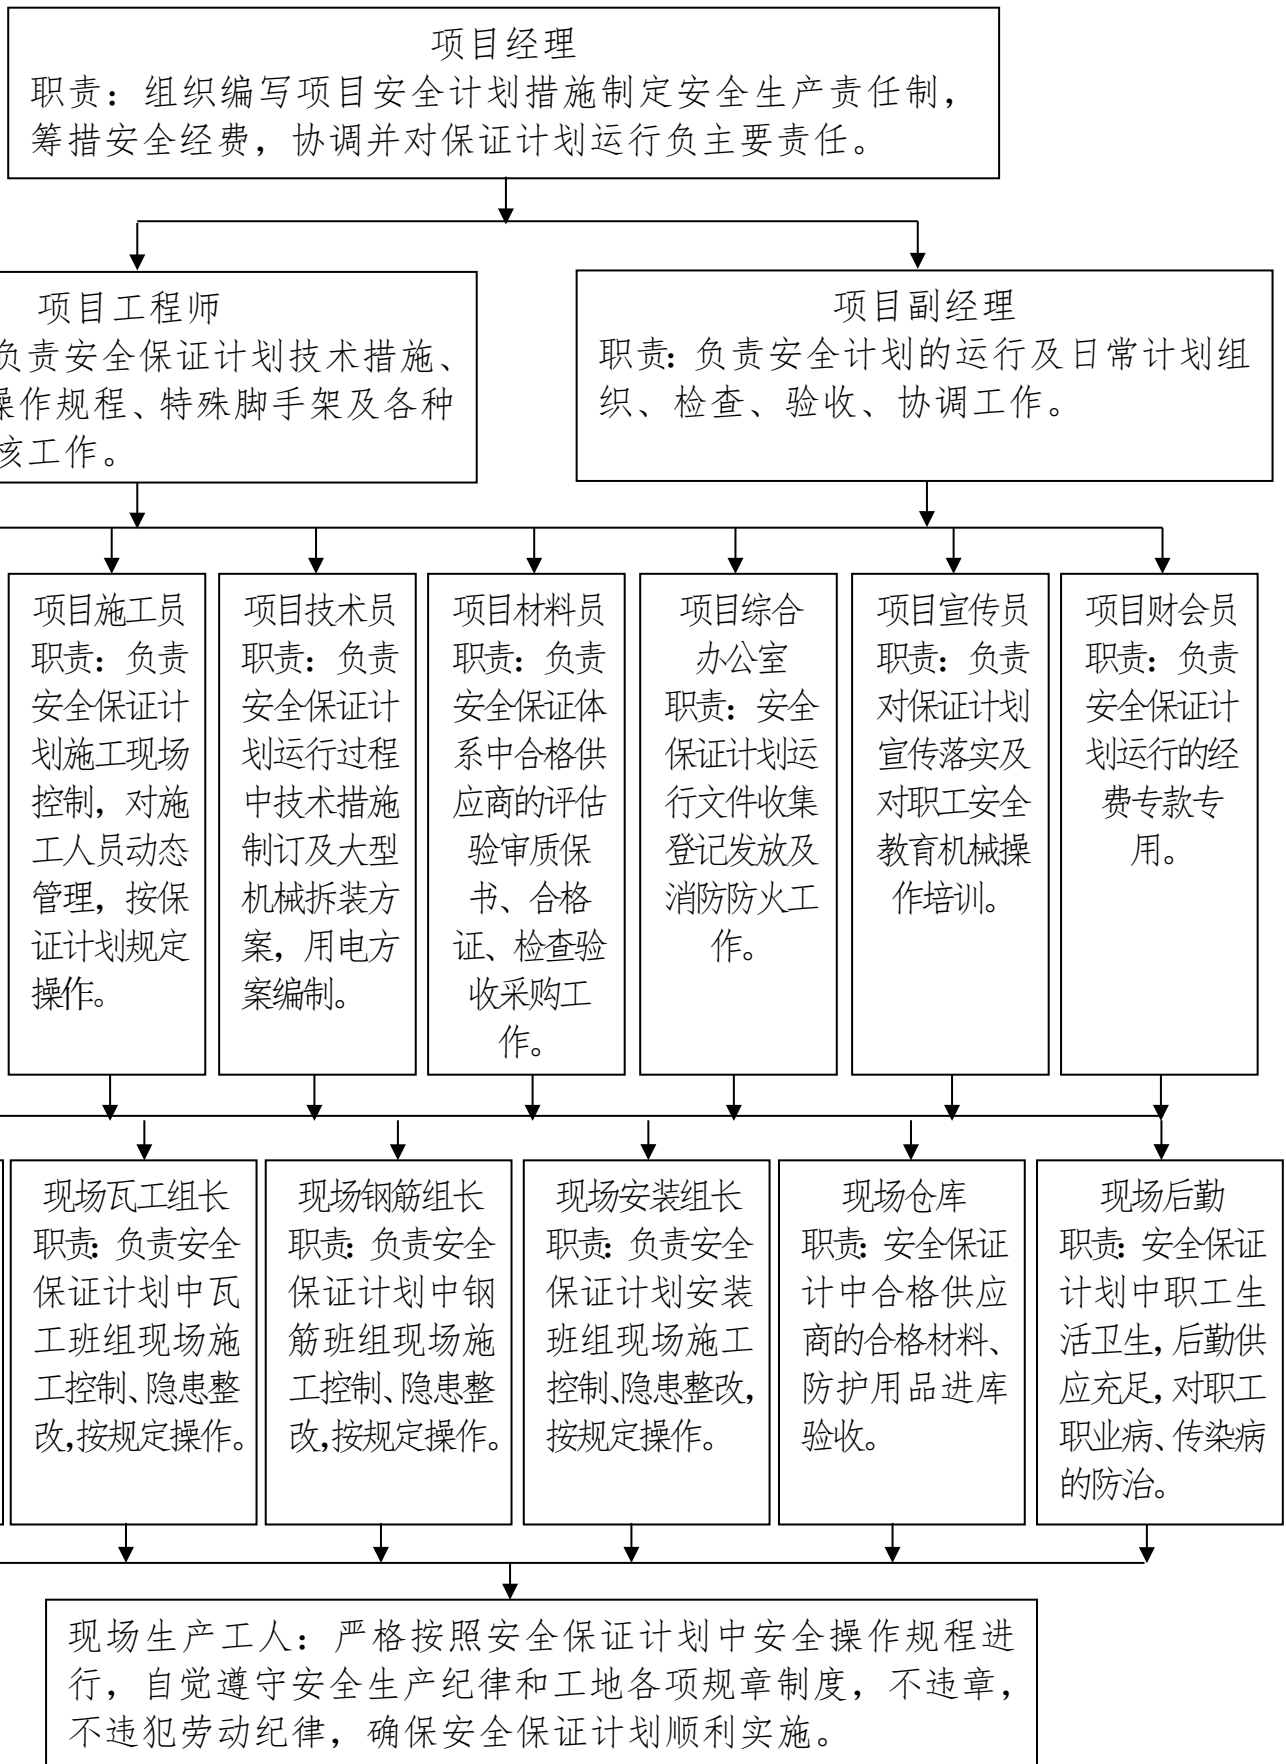 项目经理
职责：组织编写项目安全计划措施制定安全生产责任制，
筹措安全经费，协调并对保证计划运行负主要责任。
项目工程师
负责安全保证计划技术措施、
操作规程、特殊脚手架及各种
核工作。
项目副经理
职责：负责安全计划的运行及日常计划组
织、检查、验收、协调工作。
项目施工员
职责：负责
安全保证计
划施工现场
控制，对施
工人员动态
管理，按保
证计划规定
操作。
项目技术员
职责：负责
安全保证计
划运行过程
中技术措施
制订及大型
机械拆装方
案，用电方
案编制。
项目材料员
职责：负责
安全保证体
系中合格供
应商的评估
验审质保
书、合格
证、检查验
收采购工
作。
项目综合
办公室
职责：安全
保证计划运
行文件收集
登记发放及
消防防火工
作。
项目宣传员
职责：负责
对保证计划
宣传落实及
对职工安全
教育机械操
作培训。
项目财会员
职责：负责
安全保证计
划运行的经
费专款专
用。
现场瓦工组长
职责：负责安全
保证计划中瓦
工班组现场施
工控制、隐患整
改，按规定操作。
现场钢筋组长
职责：负责安全
保证计划中钢
筋班组现场施
工控制、隐患整
改，按规定操作。
现场安装组长
职责：负责安全
保证计划安装
班组现场施工
控制、隐患整改，
按规定操作。
现场仓库
职责：安全保证
计中合格供应
商的合格材料、
防护用品进库
验收。
现场后勤
职责：安全保证
计划中职工生
活卫生，后勤供
应充足，对职工
职业病、传染病
的防治。
现场生产工人：严格按照安全保证计划中安全操作规程进
行，自觉遵守安全生产纪律和工地各项规章制度，不违章，
不违犯劳动纪律，确保安全保证计划顺利实施。